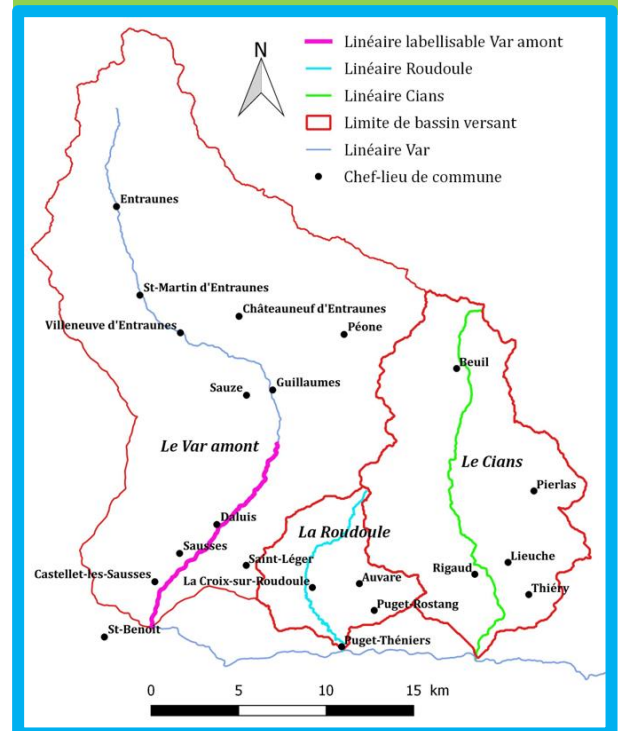 N
Linéaire labellisable Var amont
Linéaire Roudoule
Linéaire Cians
Limite de bassin versant
Linéaire Var
Chef-lieu de commune
Entraunes
St-Martin d'Entraunes
Châteauneuf d'Entraunes
Villeneuve d'Entraunes
Péone
Beuil
Guillaumes
Sauze
Le Var amont
Le Cians
Pierlas
Daluis
La Roudoule
Sausses
Saint-Léger
Lieuche
Castellet-les-Sausses
La Croix-sur-Roudoule
Auvare
Rigaud
Thiéry
Puget-Rostang
St-Benoit
Puget-Théniers
0 5 10 15 km